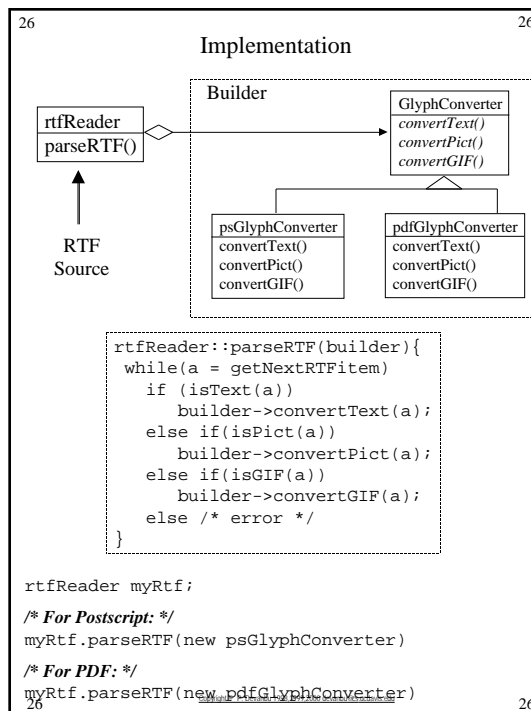 26 26
Implementation
Builder
rtfReader
parseRTF()
GlyphConverter
convertText()
convertPict()
convertGIF()
RTF
Source
psGlyphConverter
convertText()
convertPict()
convertGIF()
pdfGlyphConverter
convertText()
convertPict()
convertGIF()
rtfReader::parseRTF(builder){
while(a = getNextRTFitem)
if (isText(a))
builder->convertText(a);
else if(isPict(a))
builder->convertPict(a);
else if(isGIF(a))
builder->convertGIF(a);
else /* error */
}
rtfReader myRtf;
/* For Postscript: */
myRtf.parseRTF(new psGlyphConverter)
/* For PDF: */
myRtf.parseRTF(new pdfGlyphConverter)
26 26